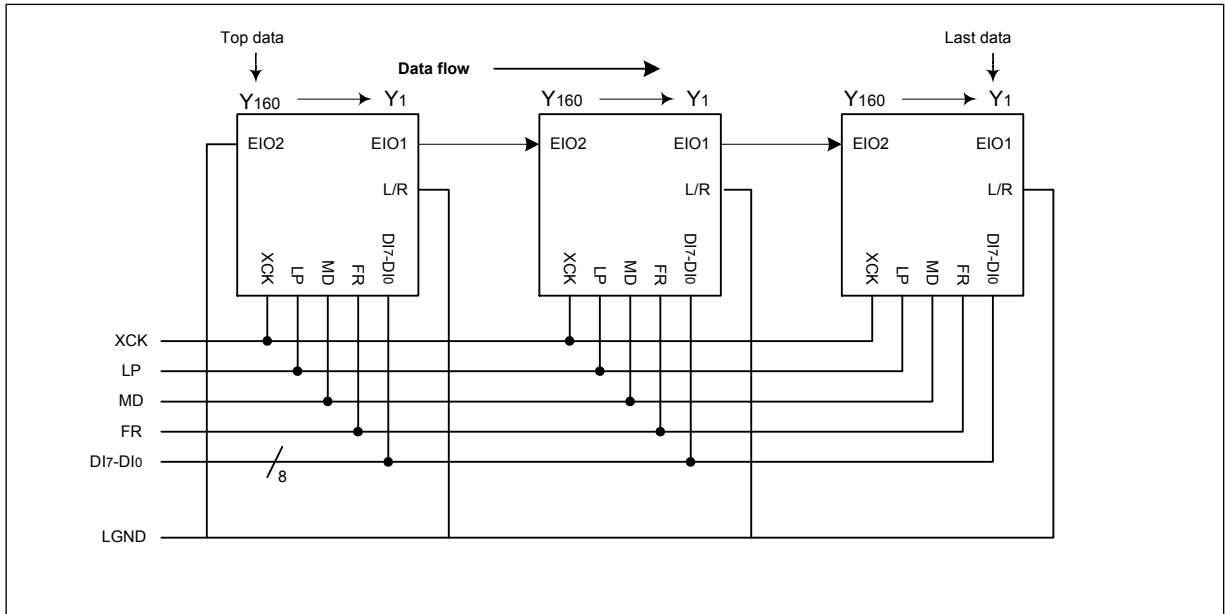 Top data
Last data
Data flow
Y160 Y1 Y160 Y1 Y160 Y1
EIO2 EIO1 EIO2 EIO1 EIO2 EIO1
L/R L/R L/R
XCK LP MD FR DI7-DI0 XCK LP MD FR DI7-DI0 XCK LP MD FR DI7-DI0
XCK
LP
MD
FR
DI7-DI0
8
LGND